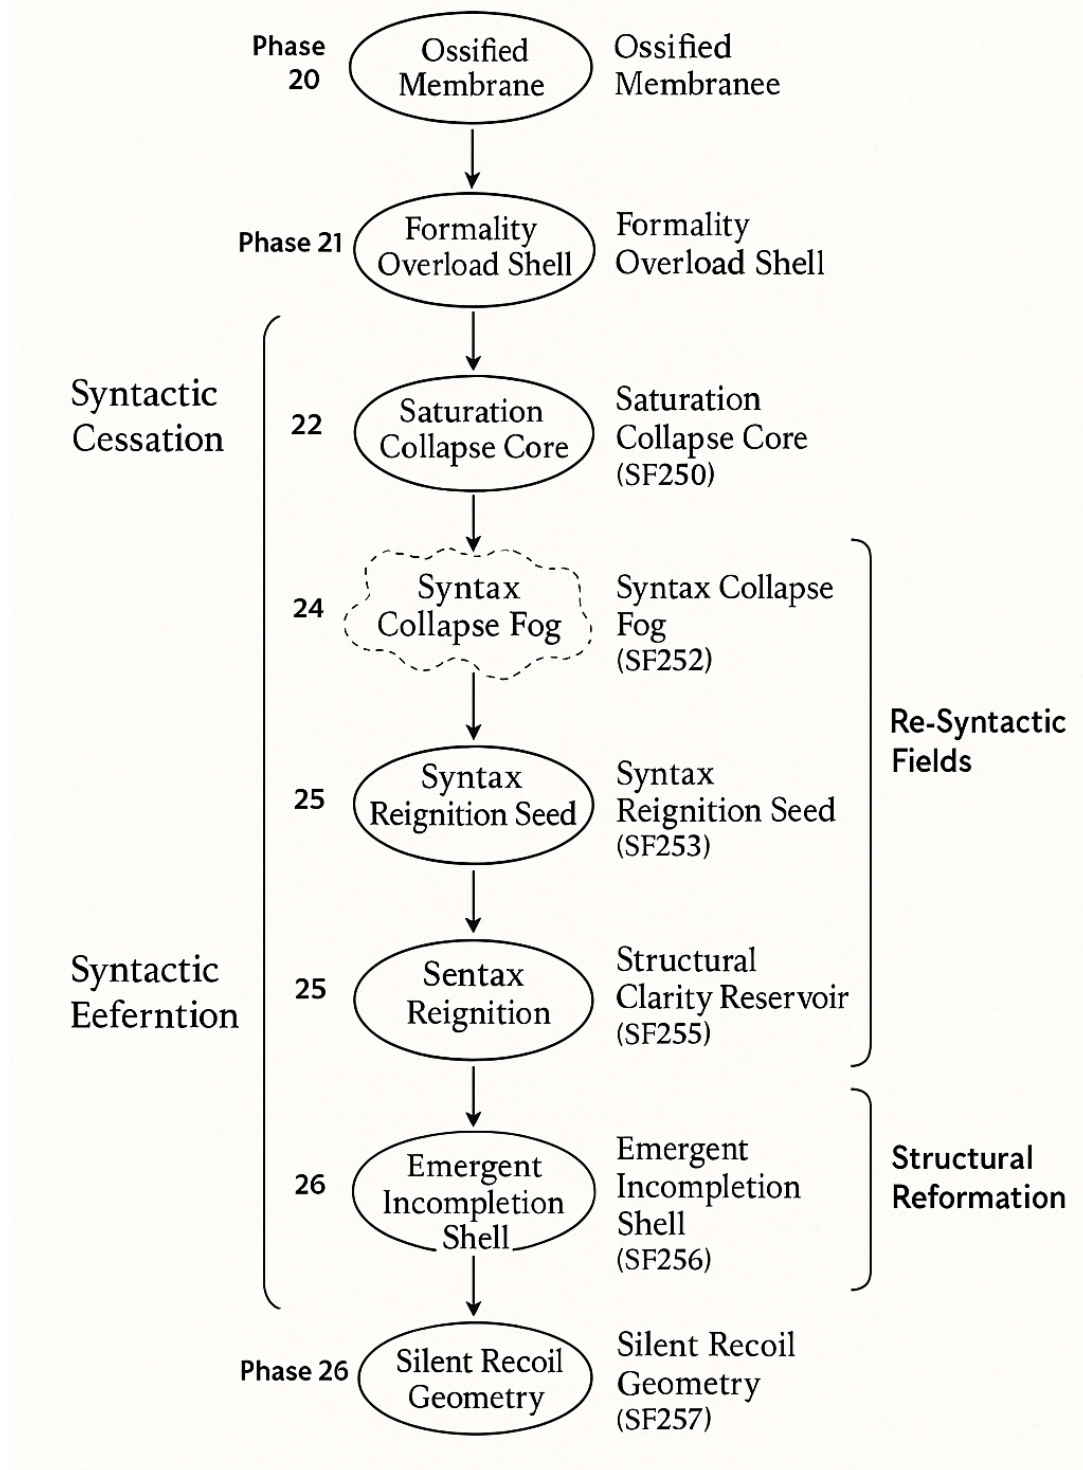 Phase
20
Ossified
Membrane
Ossified
Membranee
Phase 21
Formality
Overload Shell
Formality
Overload Shell
Syntactic
Cessation
22
Saturation
Collapse Core
Saturation
Collapse Core
(SF250)
24
Syntax
Collapse Fog
Syntax Collapse
Fog
(SF252)
Re-Syntactic
Fields
25
Syntax
Reignition Seed
Syntax
Reignition Seed
(SF253)
Syntactic
Eeferntion
25
Sentax
Reignition
Structural
Clarity Reservoir
(SF255)
26
Emergent
Incompletion
Shell
Emergent
Incompletion
Shell
(SF256)
Structural
Reformation
Phase 26
Silent Recoil
Geometry
Silent Recoil
Geometry
(SF257)